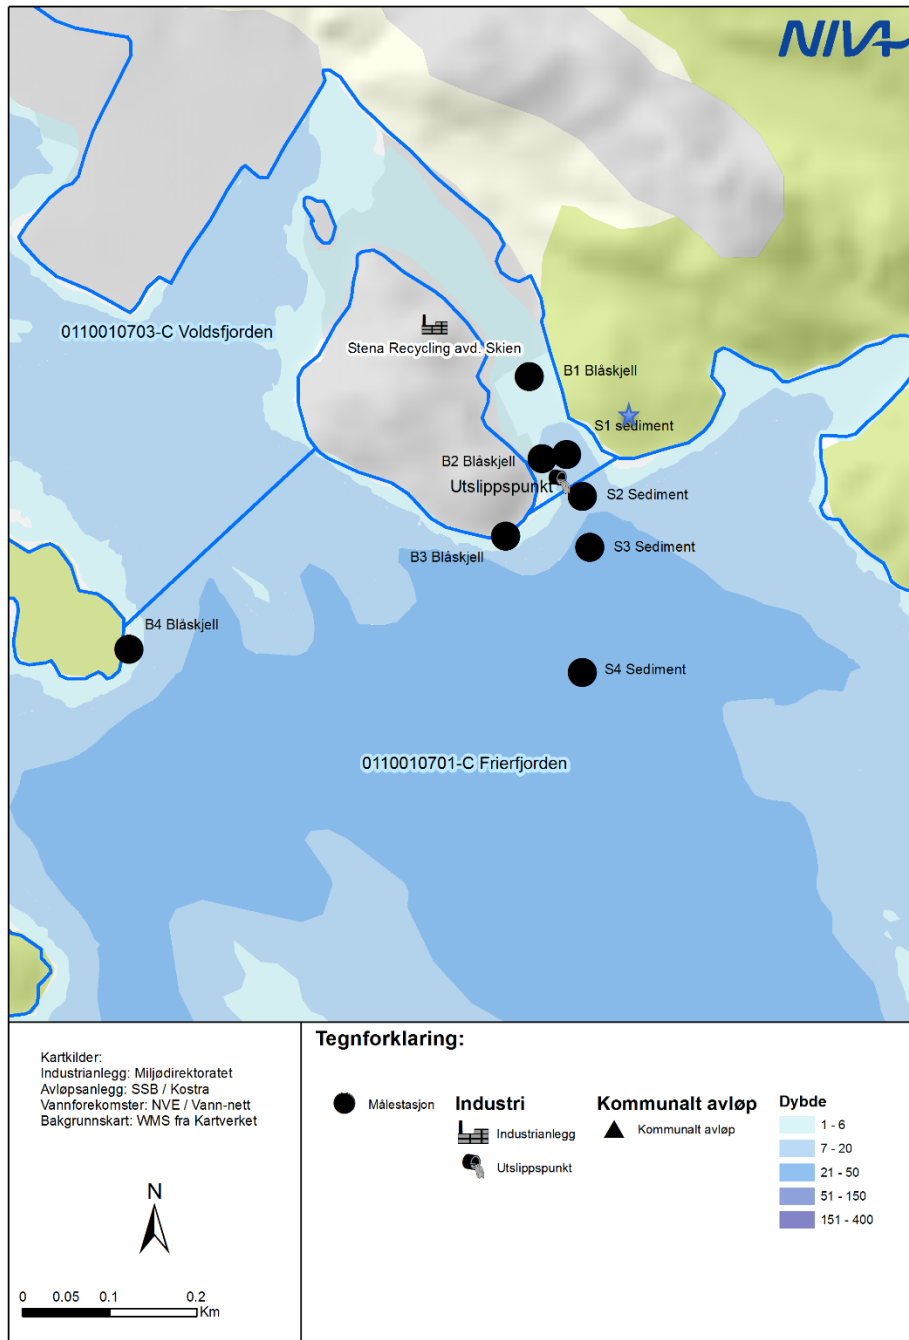 NIVA
0110010703-C Voldsfjorden
Stena Recycling avd. Skien
B1 Blåskjell
S1 sediment
B2 Blåskjell
Utslippspunkt
S2 Sediment
B3 Blåskjell
S3 Sediment
B4 Blåskjell
S4 Sediment
0110010701-C Frierfjorden
Kartkilder:
Industrianlegg: Miljødirektoratet
Avløpsanlegg: SSB / Kostra
Vannforekomster: NVE / Vann-nett
Bakgrunnskart: WMS fra Kartverket
N
0 0.05 0.1 0.2
Km
Tegnforklaring:
Målestasjon
Industri
Industrianlegg
Utslippspunkt
Kommunalt avløp
Kommunalt avløp
Dybde
1 - 6
7 - 20
21 - 50
51 - 150
151 - 400